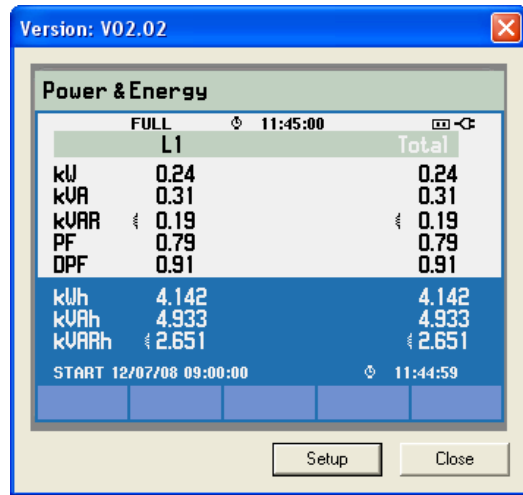 Version: V02.02
Power & Energy
FULL 11:45:00
L1 Total
kW 0.24 0.24
kVA 0.31 0.31
kVAR 0.19 0.19
PF 0.79 0.79
DPF 0.91 0.91
kWh 4.142 4.142
kVAh 4.933 4.933
kVARh 2.651 2.651
START 12/07/08 09:00:00 11:44:59
Setup Close